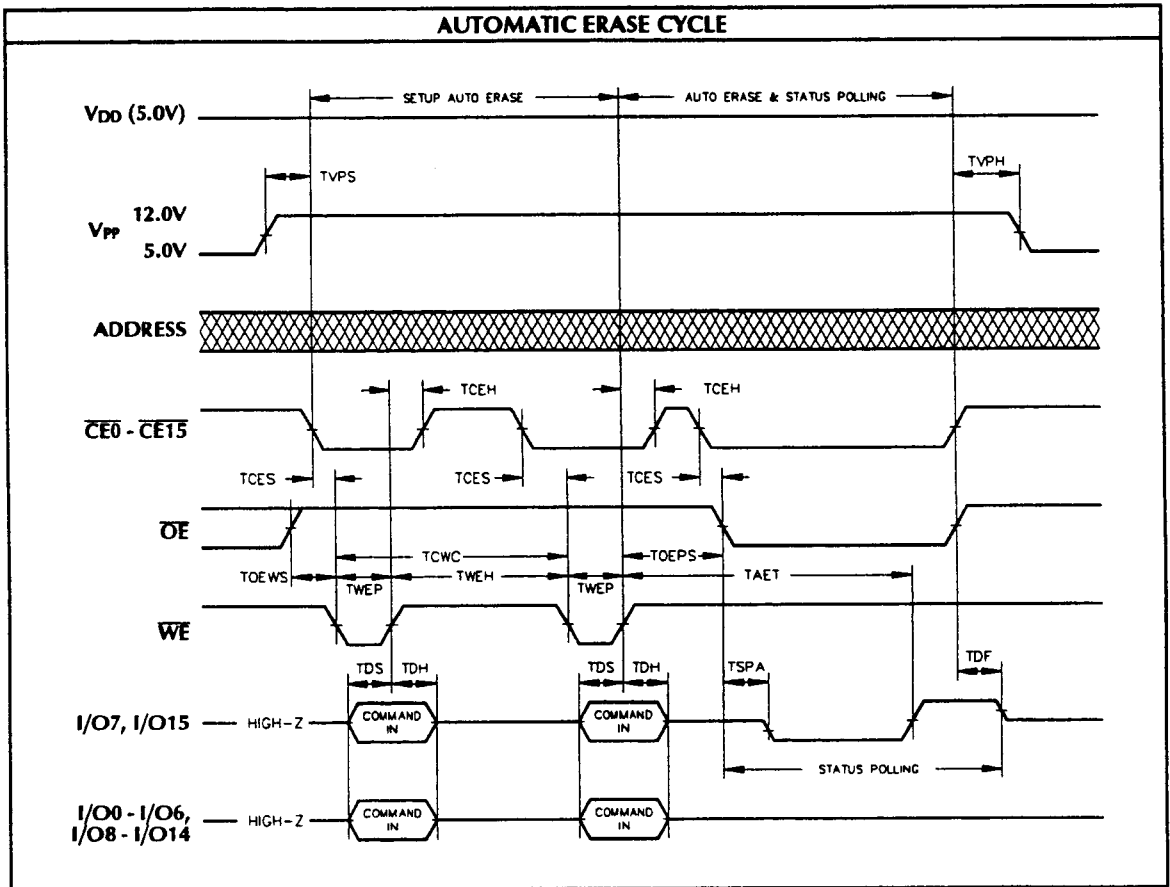 AUTOMATIC ERASE CYCLE
SETUP AUTO ERASE
AUTO ERASE & STATUS POLLING
VDD (5.0V)
TVPS
TVPH
12.0V
VPP
5.0V
ADDRESS
TCEH
TCEH
CE0 - CE15
TCES
TCES
TCES
OE
TCWC
TOEPS
TOEWS
TWEP
TWEH
TWEP
TAET
WE
TDS
TDH
TDS
TDH
TSPA
TDF
I/O7, I/O15
HIGH-Z
COMMAND
IN
COMMAND
IN
STATUS POLLING
I/O0 - I/O6,
I/O8 - I/O14
HIGH-Z
COMMAND
IN
COMMAND
IN